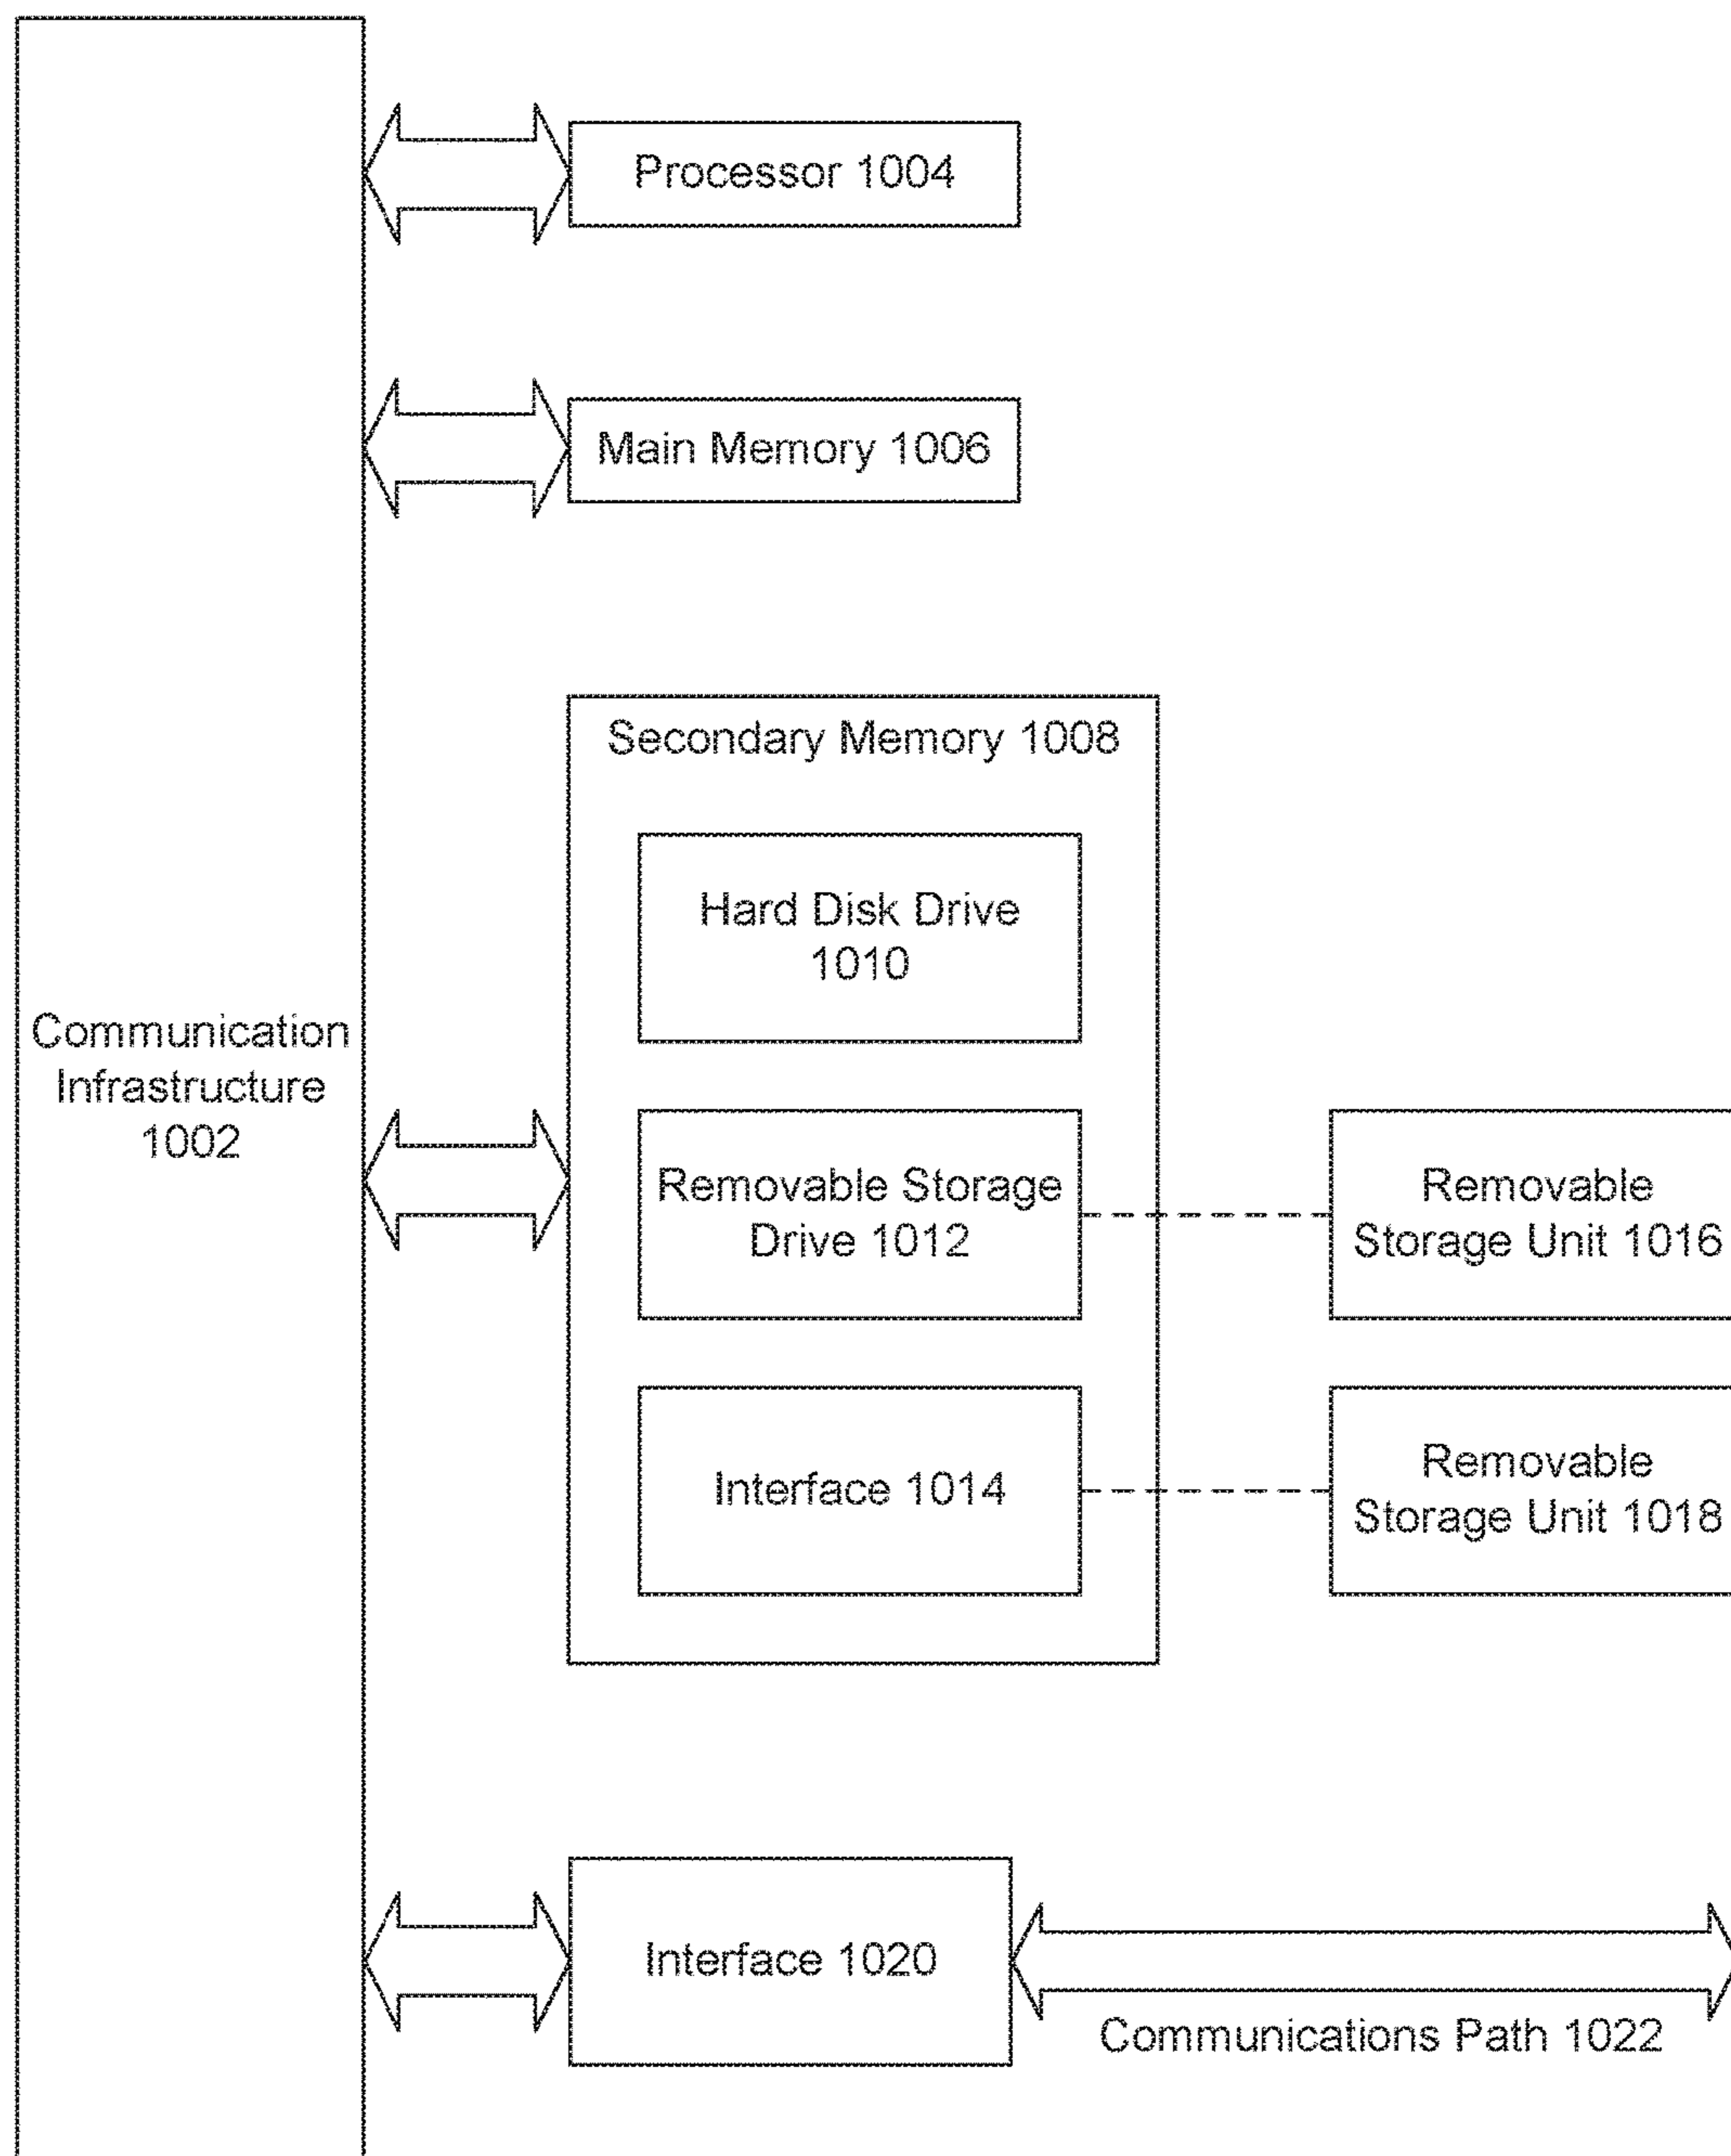 Processor 1004
Main Memory 1006
Secondary Memory 1008
Hard Disk Drive
1010
Communication
Infrastructure
1002
Removable Storage
Drive 1012
Removable
Storage Unit 1016
Interface 1014
Removable
Storage Unit 1018
Interface 1020
Communications Path 1022